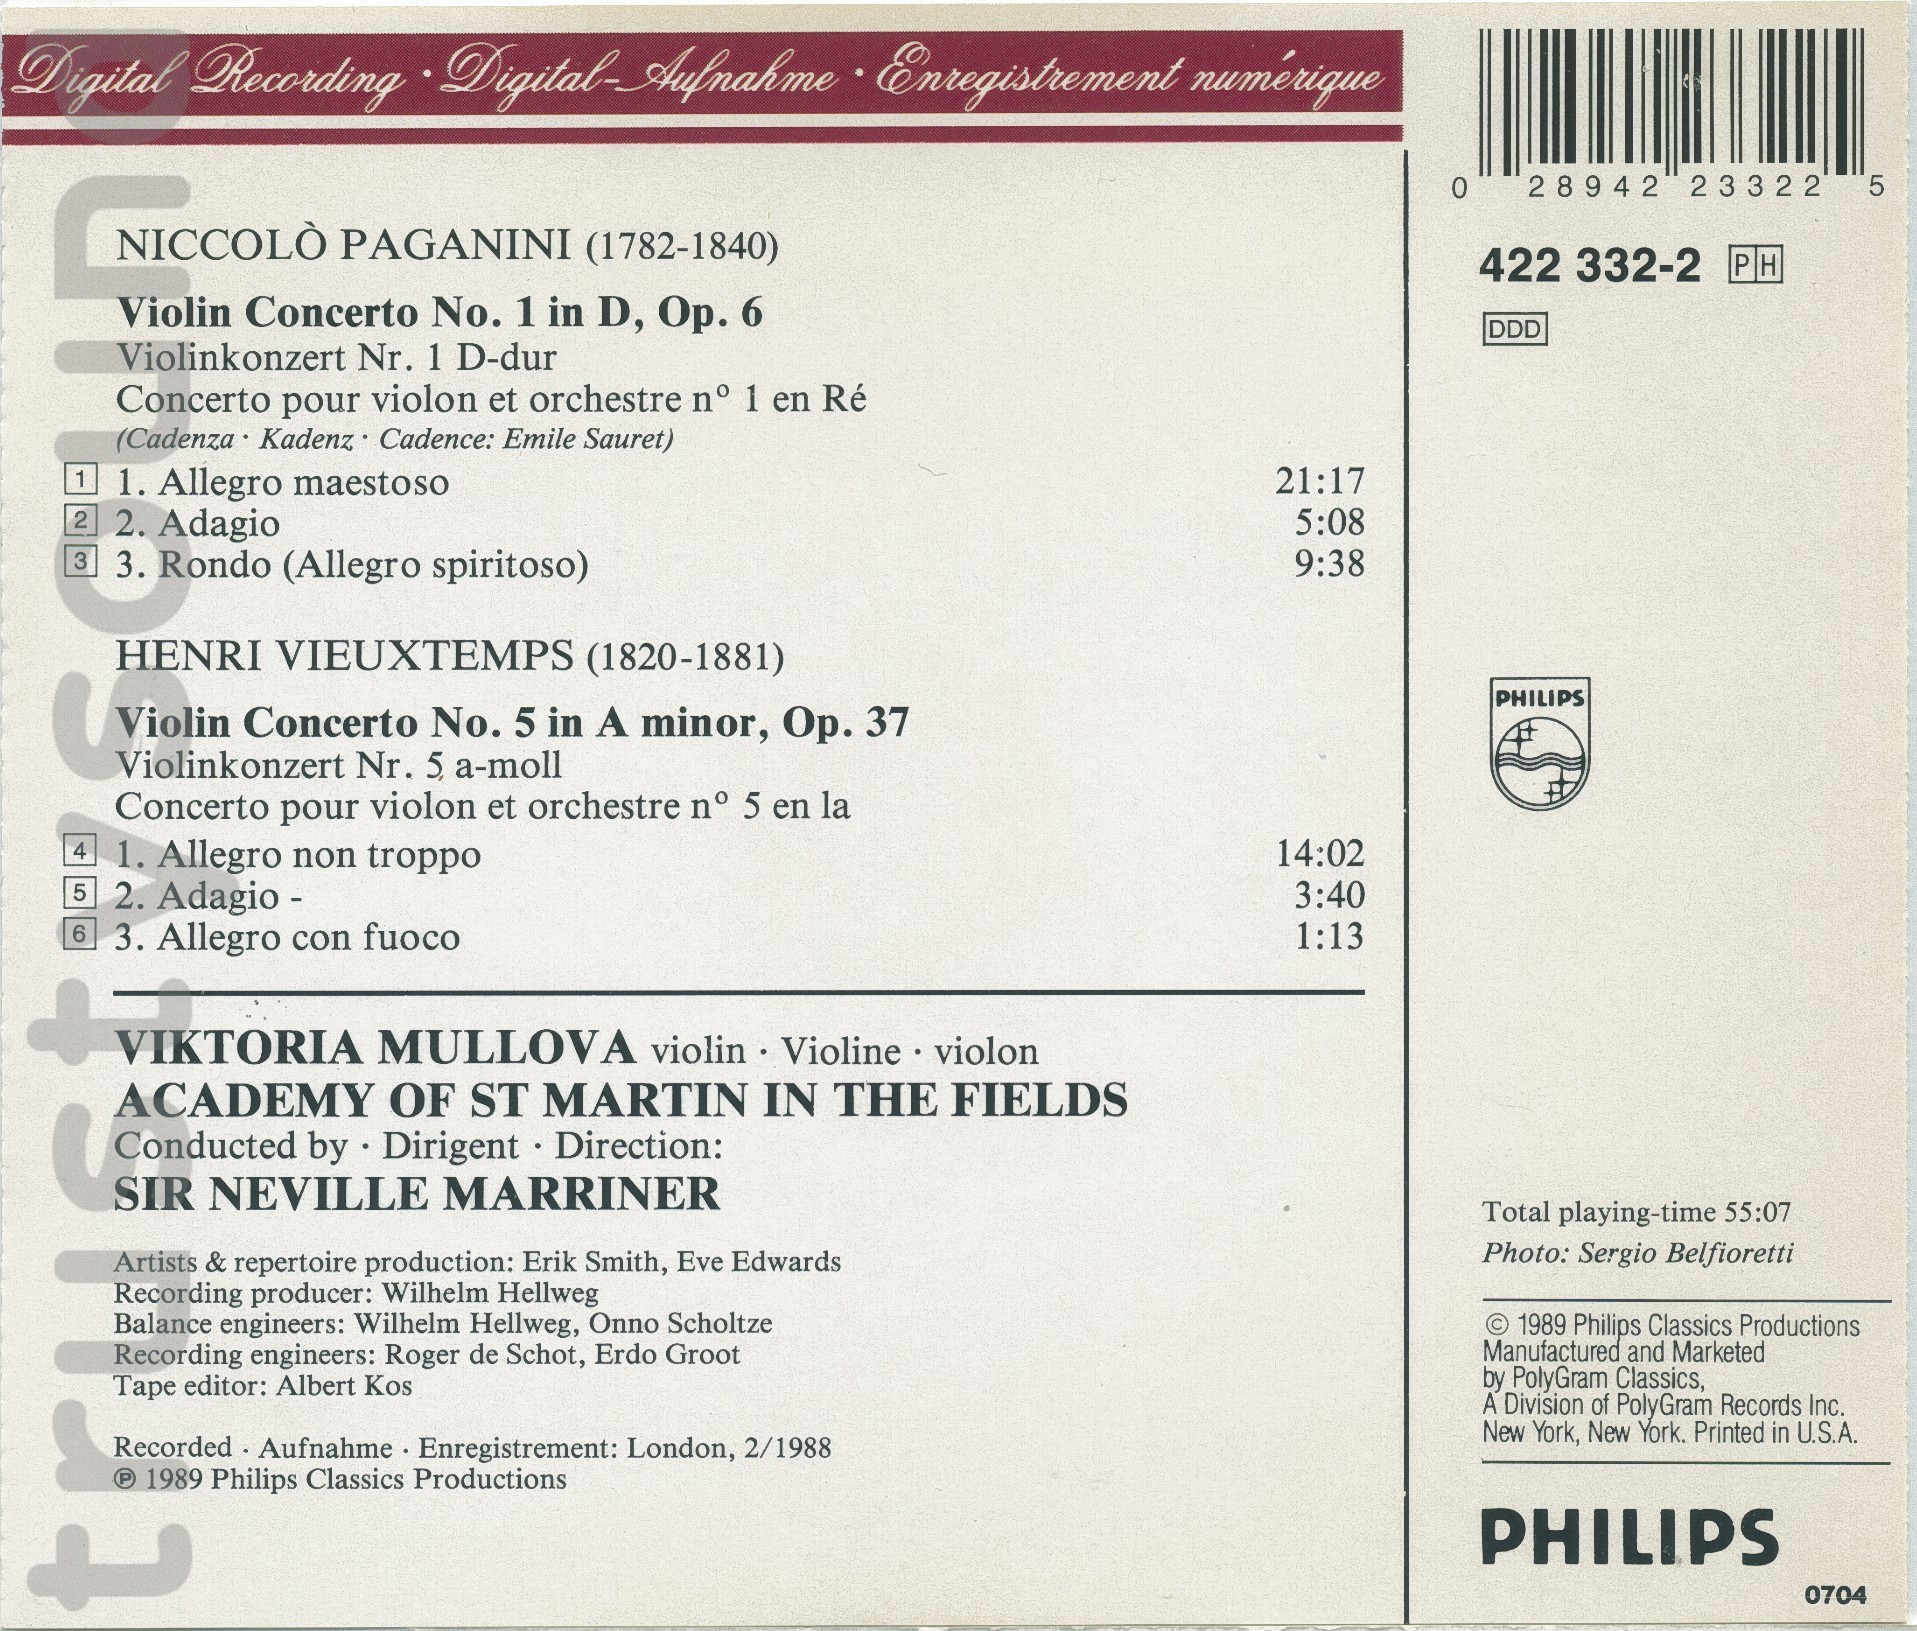 Digital Recording · Digital-Aufnahme · Enregistrement numérique
NICCOLÒ PAGANINI (1782-1840)
Violin Concerto No. 1 in D, Op. 6
Violinkonzert Nr. 1 D-dur
Concerto pour violon et orchestre nº 1 en Ré
(Cadenza · Kadenz · Cadence: Emile Sauret)
1 1. Allegro maestoso 21:17
2 2. Adagio 5:08
3 3. Rondo (Allegro spiritoso) 9:38
HENRI VIEUXTEMPS (1820-1881)
Violin Concerto No. 5 in A minor, Op. 37
Violinkonzert Nr. 5 a-moll
Concerto pour violon et orchestre nº 5 en la
4 1. Allegro non troppo 14:02
5 2. Adagio - 3:40
6 3. Allegro con fuoco 1:13
VIKTORIA MULLOVA violin · Violine · violon
ACADEMY OF ST MARTIN IN THE FIELDS
Conducted by · Dirigent · Direction:
SIR NEVILLE MARRINER
Artists & repertoire production: Erik Smith, Eve Edwards
Recording producer: Wilhelm Hellweg
Balance engineers: Wilhelm Hellweg, Onno Scholtze
Recording engineers: Roger de Schot, Erdo Groot
Tape editor: Albert Kos
Recorded · Aufnahme · Enregistrement: London, 2/1988
℗ 1989 Philips Classics Productions
0 28942 23322 5
422 332-2 PH
DDD
PHILIPS
Total playing-time 55:07
Photo: Sergio Belfioretti
© 1989 Philips Classics Productions
Manufactured and Marketed
by PolyGram Classics,
A Division of PolyGram Records Inc.
New York, New York. Printed in U.S.A.
PHILIPS
0704
trustysound